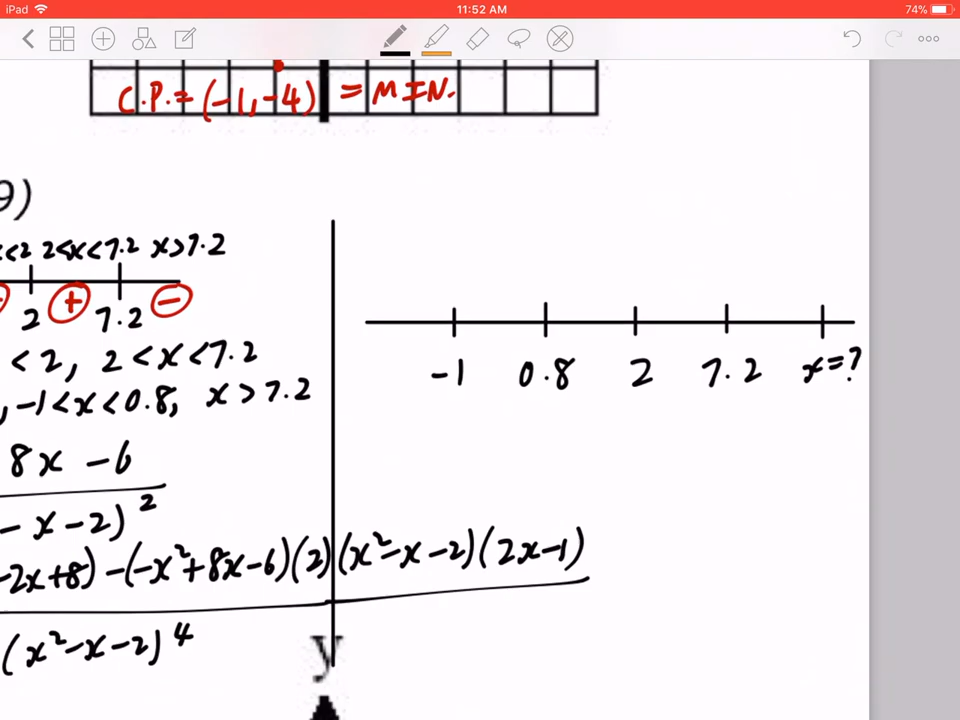 iPad 11:52 AM 74%
C.P. = (-1, -4) = MIN.
9)
x<2 2<x<7.2 x>7.2
2 + 7.2 −
< 2, 2 < x < 7.2
, -1 < x < 0.8, x > 7.2
-1 0.8 2 7.2 x=?
8x - 6
- x - 2)²
-2x+8) - (-x²+8x-6)(2)(x²-x-2)(2x-1)
(x²-x-2)⁴
y